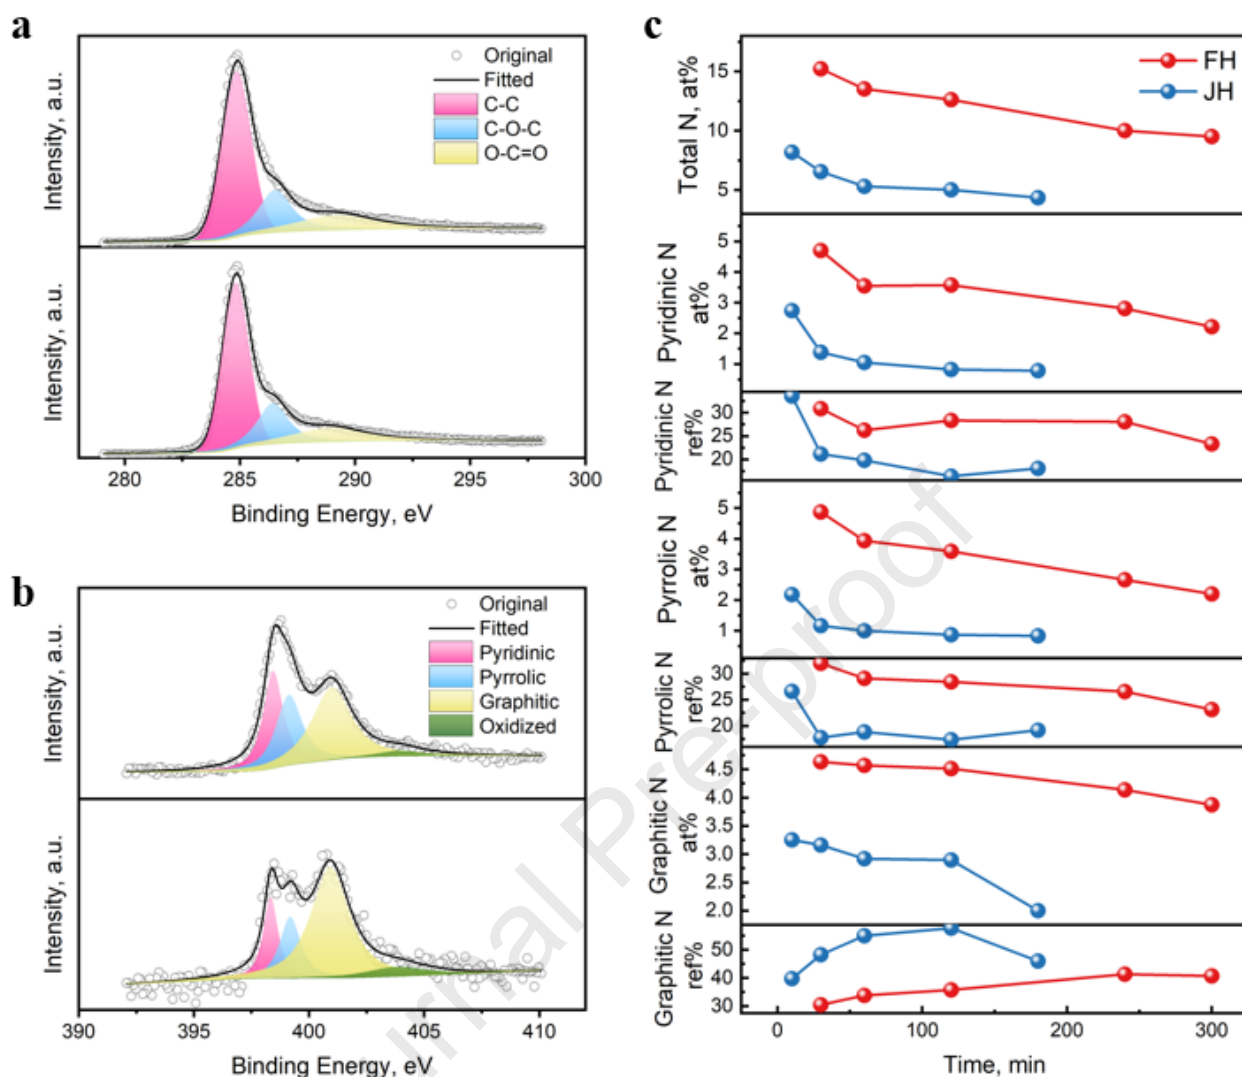 a
Original
Fitted
C-C
C-O-C
O-C=O
Intensity, a.u.
Intensity, a.u.
280 285 290 295 300
Binding Energy, eV
b
Original
Fitted
Pyridinic
Pyrrolic
Graphitic
Oxidized
Intensity, a.u.
Intensity, a.u.
390 395 400 405 410
Binding Energy, eV
c
FH
JH
Total N, at%
15
10
5
Pyridinic N
at%
5
4
3
2
1
Pyridinic N
ref%
30
25
20
Pyrrolic N
at%
5
4
3
2
1
Pyrrolic N
ref%
30
25
20
Graphitic N
at%
4.5
4.0
3.5
3.0
2.5
2.0
Graphitic N
ref%
50
40
30
0 100 200 300
Time, min
urnal Pre-proof